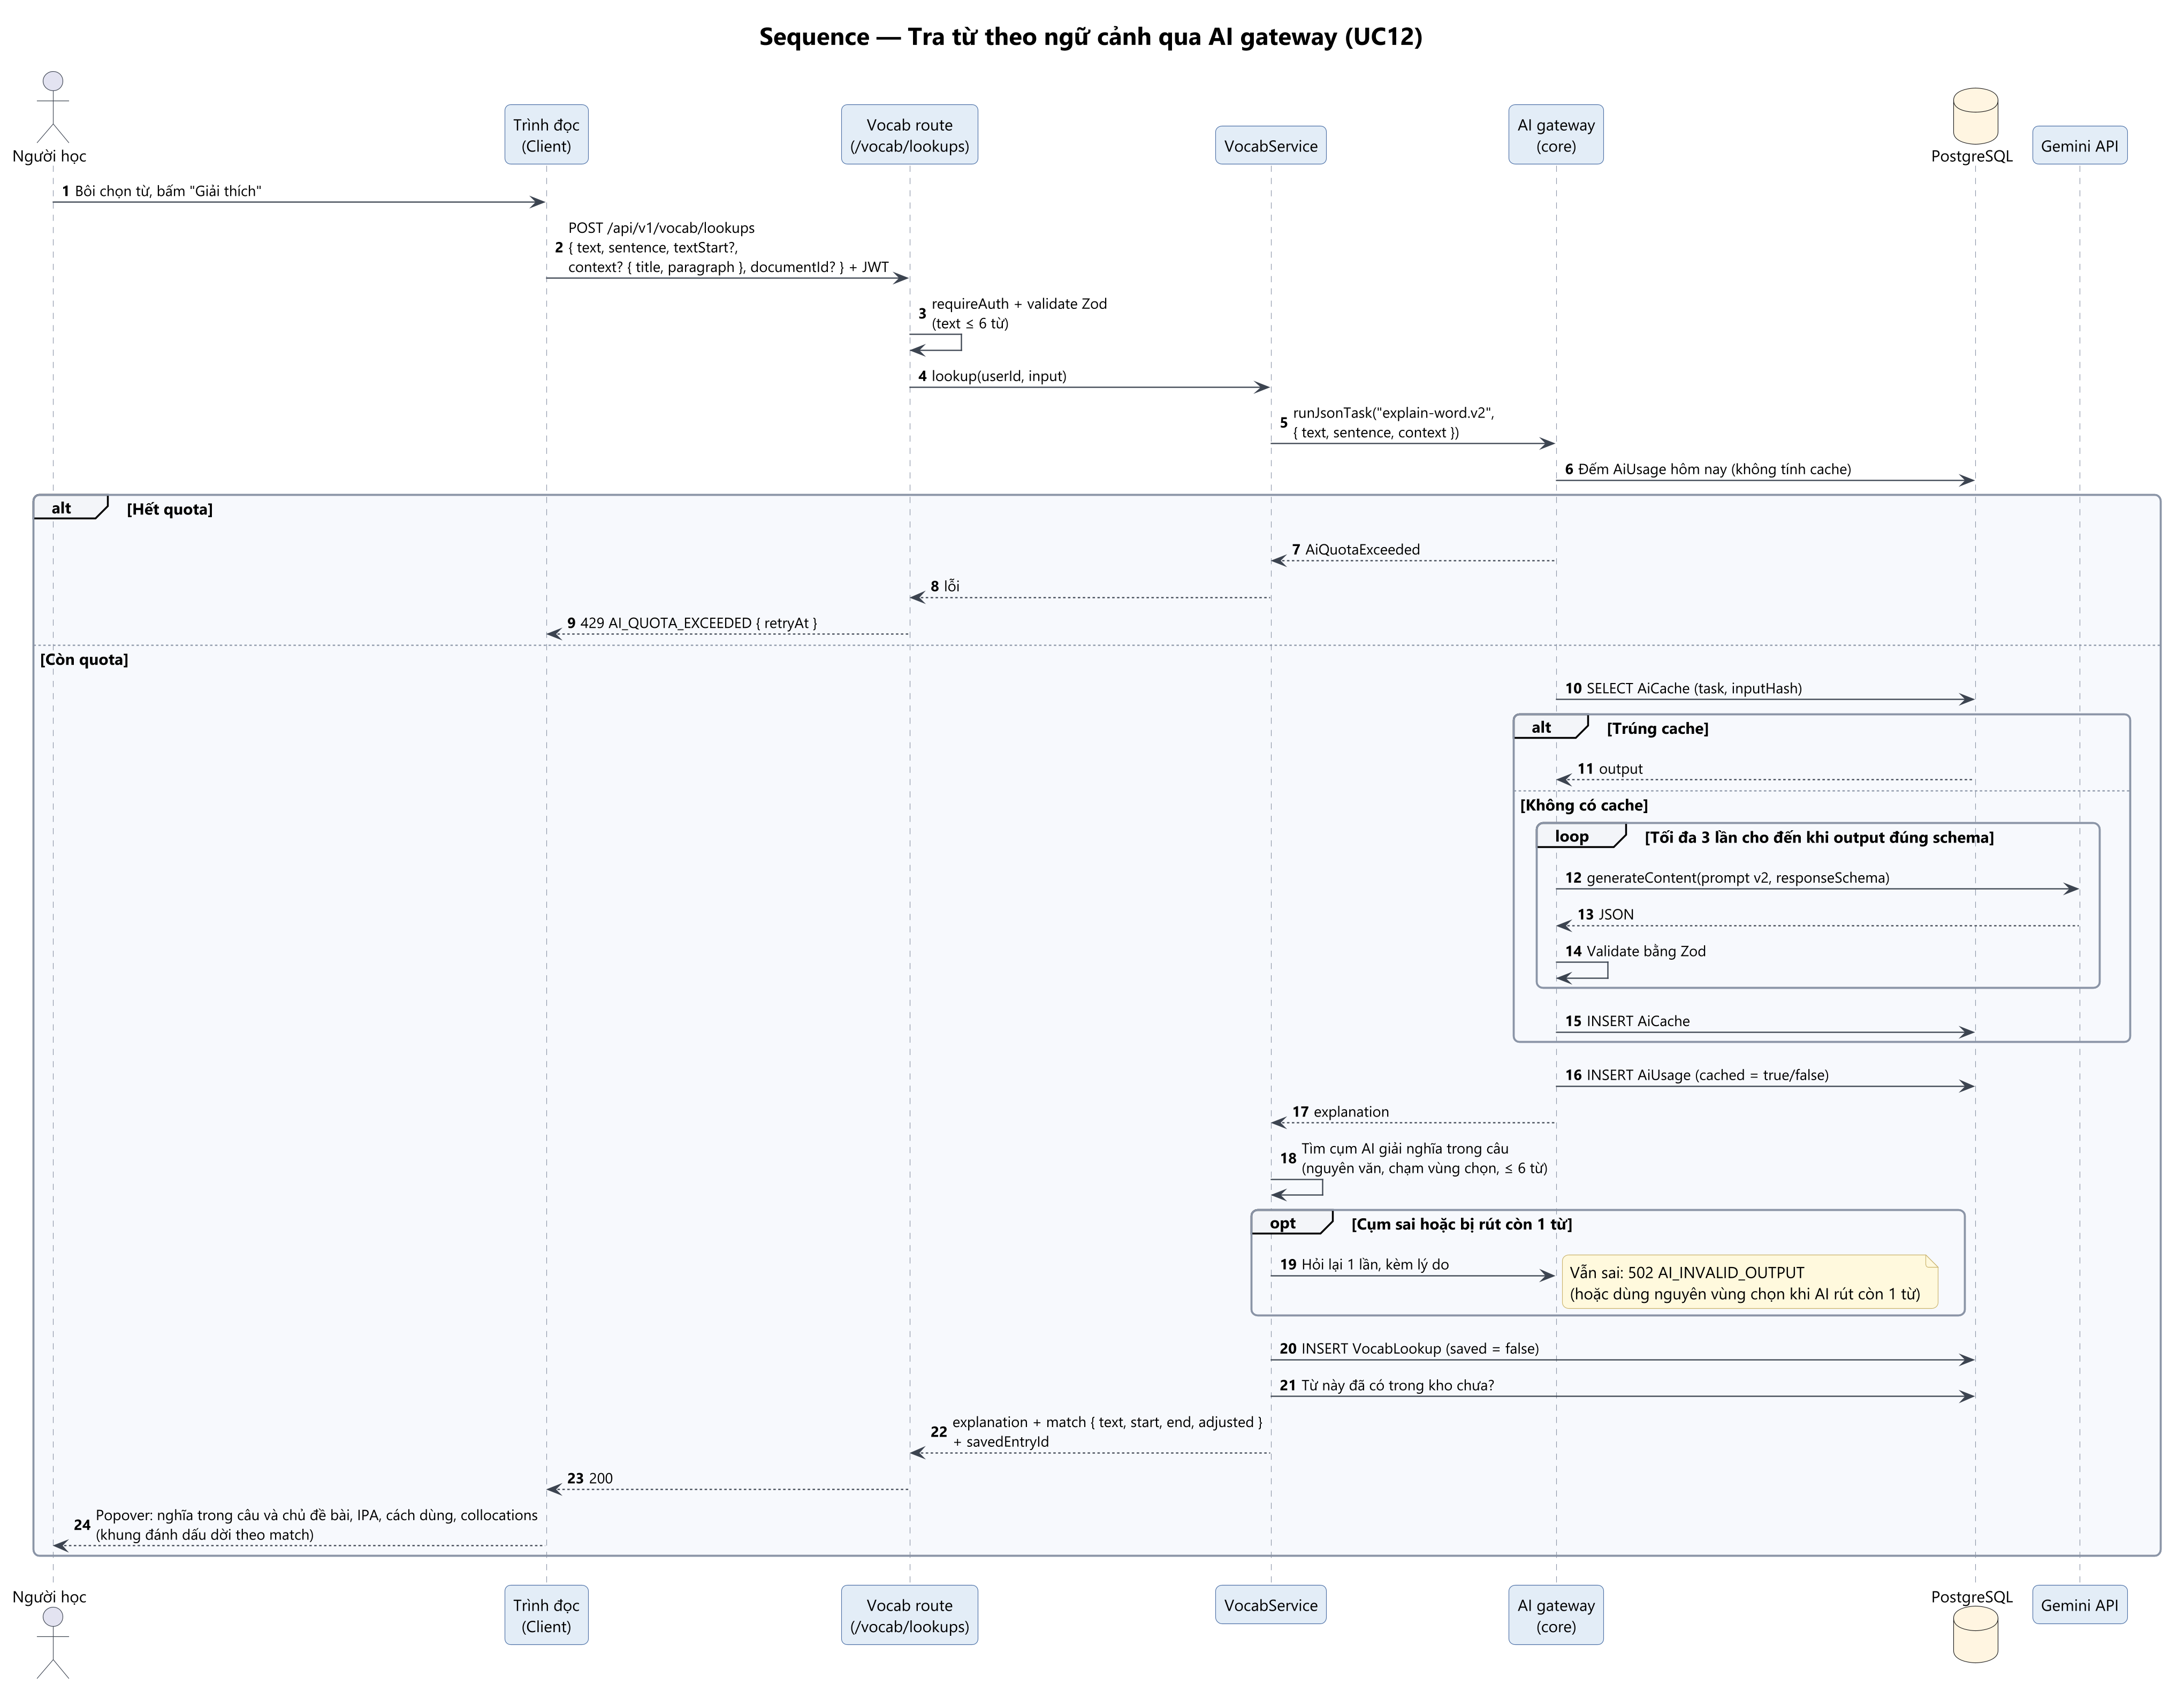 Sequence — Tra từ theo ngữ cảnh qua AI gateway (UC12)
Người học
Trình đọc
(Client)
Vocab route
(/vocab/lookups)
VocabService
AI gateway
(core)
PostgreSQL
Gemini API
1 Bôi chọn từ, bấm "Giải thích"
2 POST /api/v1/vocab/lookups
{ text, sentence, textStart?,
context? { title, paragraph }, documentId? } + JWT
3 requireAuth + validate Zod
(text ≤ 6 từ)
4 lookup(userId, input)
5 runJsonTask("explain-word.v2",
{ text, sentence, context })
6 Đếm AiUsage hôm nay (không tính cache)
alt [Hết quota]
7 AiQuotaExceeded
8 lỗi
9 429 AI_QUOTA_EXCEEDED { retryAt }
[Còn quota]
10 SELECT AiCache (task, inputHash)
alt [Trúng cache]
11 output
[Không có cache]
loop [Tối đa 3 lần cho đến khi output đúng schema]
12 generateContent(prompt v2, responseSchema)
13 JSON
14 Validate bằng Zod
15 INSERT AiCache
16 INSERT AiUsage (cached = true/false)
17 explanation
18 Tìm cụm AI giải nghĩa trong câu
(nguyên văn, chạm vùng chọn, ≤ 6 từ)
opt [Cụm sai hoặc bị rút còn 1 từ]
19 Hỏi lại 1 lần, kèm lý do
Vẫn sai: 502 AI_INVALID_OUTPUT
(hoặc dùng nguyên vùng chọn khi AI rút còn 1 từ)
20 INSERT VocabLookup (saved = false)
21 Từ này đã có trong kho chưa?
22 explanation + match { text, start, end, adjusted }
+ savedEntryId
23 200
24 Popover: nghĩa trong câu và chủ đề bài, IPA, cách dùng, collocations
(khung đánh dấu dời theo match)
Người học
Trình đọc
(Client)
Vocab route
(/vocab/lookups)
VocabService
AI gateway
(core)
PostgreSQL
Gemini API